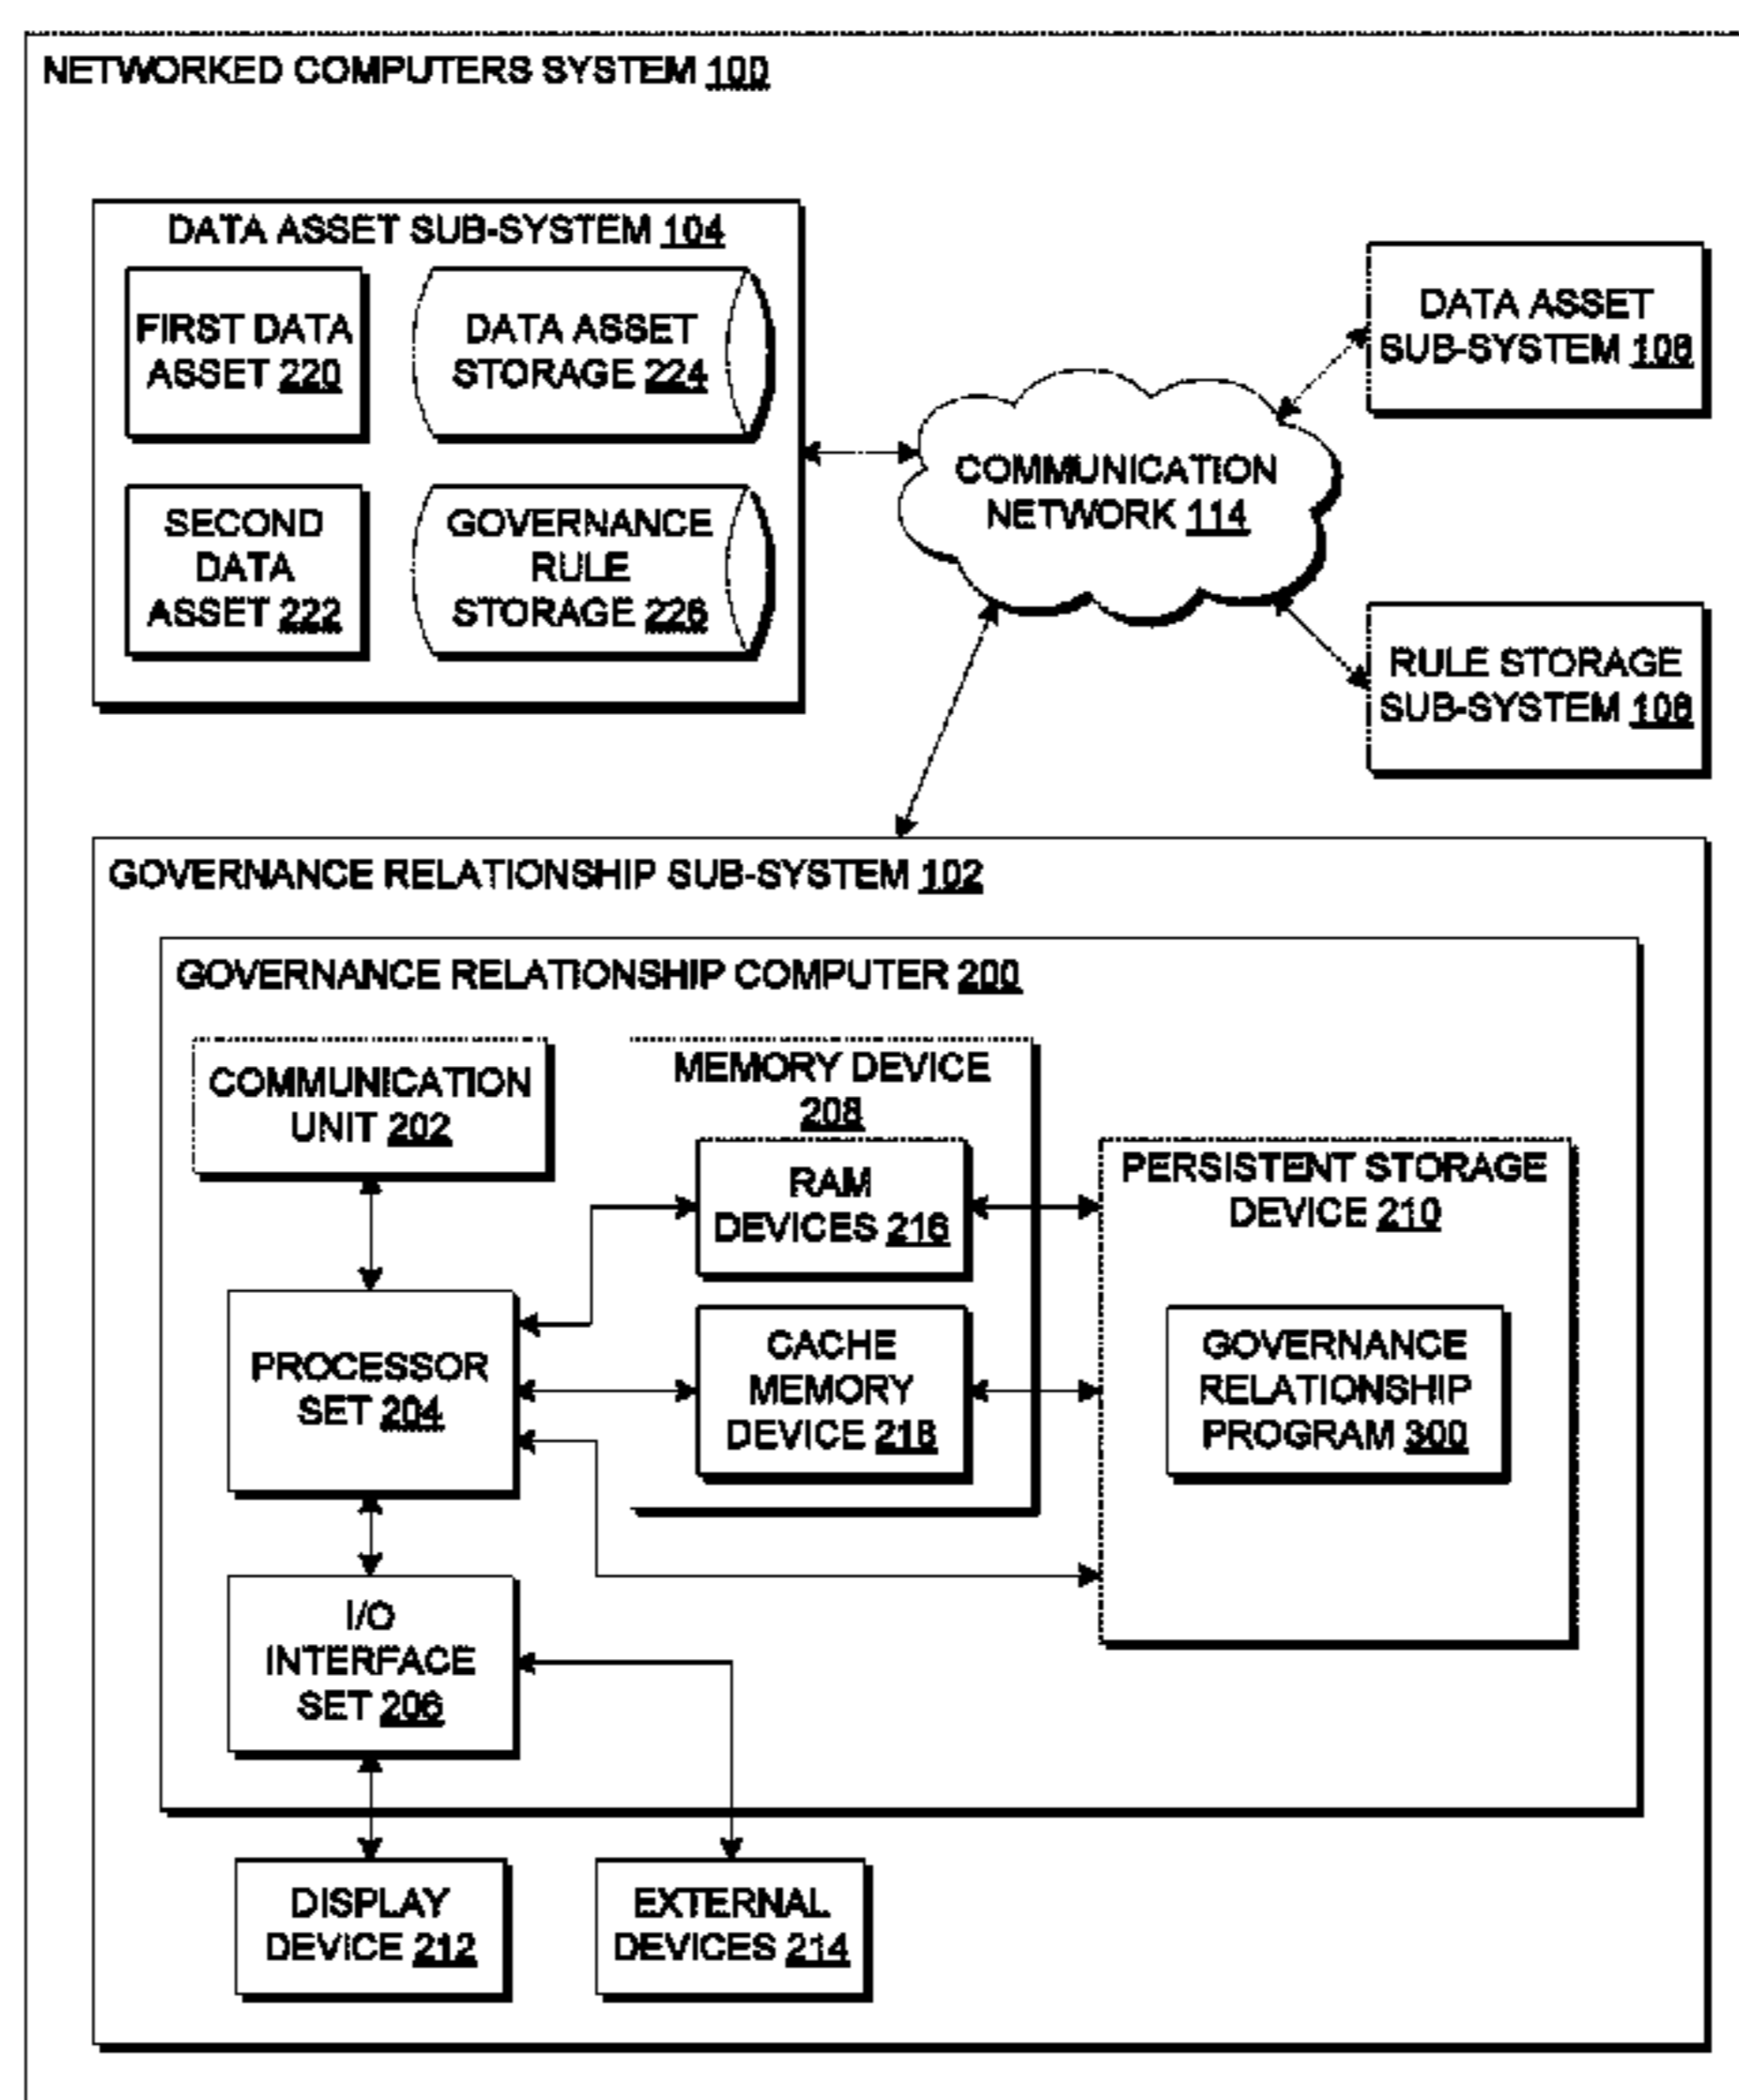 NETWORKED COMPUTERS SYSTEM 100
DATA ASSET SUB-SYSTEM 104
FIRST DATA
ASSET 220
DATA ASSET
STORAGE 224
SECOND
DATA
ASSET 222
GOVERNANCE
RULE
STORAGE 226
COMMUNICATION
NETWORK 114
DATA ASSET
SUB-SYSTEM 106
RULE STORAGE
SUB-SYSTEM 108
GOVERNANCE RELATIONSHIP SUB-SYSTEM 102
GOVERNANCE RELATIONSHIP COMPUTER 200
COMMUNICATION
UNIT 202
MEMORY DEVICE
208
RAM
DEVICES 216
PERSISTENT STORAGE
DEVICE 210
PROCESSOR
SET 204
CACHE
MEMORY
DEVICE 218
GOVERNANCE
RELATIONSHIP
PROGRAM 300
I/O
INTERFACE
SET 206
DISPLAY
DEVICE 212
EXTERNAL
DEVICES 214